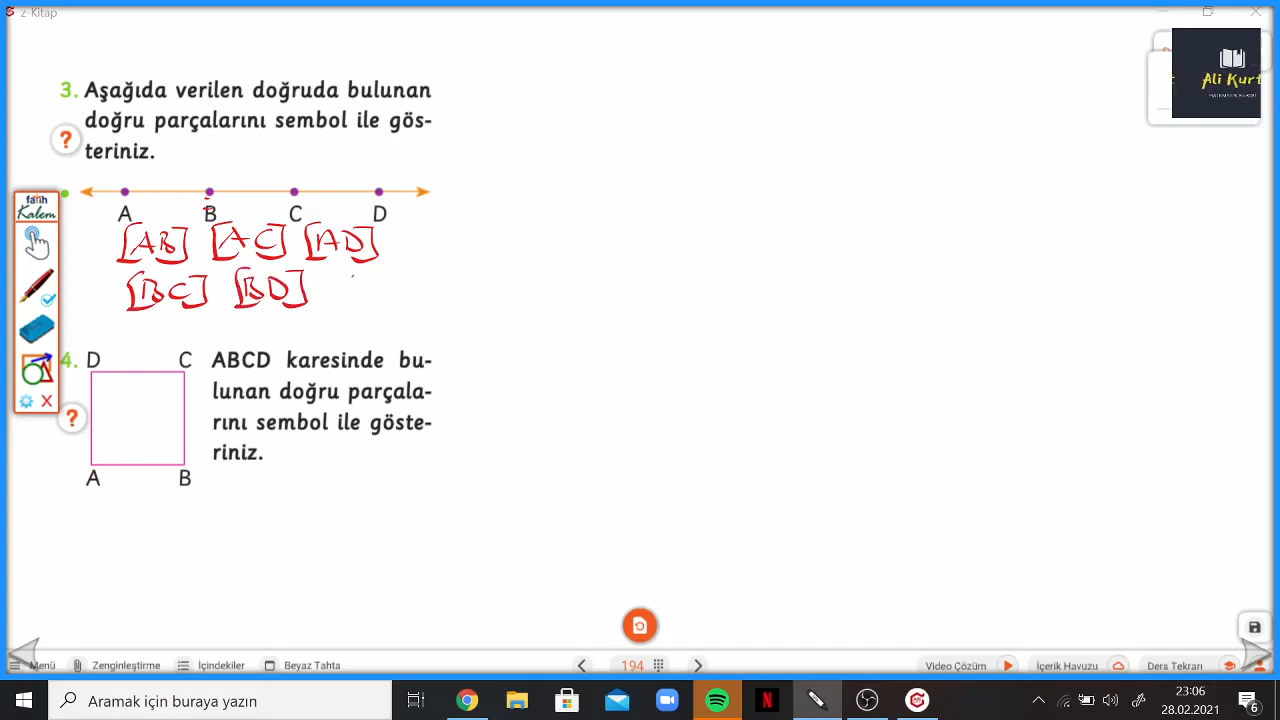 z-Kitap
Ali Kurt
3. Aşağıda verilen doğruda bulunan
doğru parçalarını sembol ile gös-
?
teriniz.
fatih
Kalem
A B C D
[AB] [AC] [AD]
[BC] [BD]
4. D C ABCD karesinde bu-
lunan doğru parçala-
?
rını sembol ile göste-
riniz.
A B
Menü Zenginleştirme İçindekiler Beyaz Tahta 194 Video Çözüm İçerik Havuzu Ders Tekrarı
Aramak için buraya yazın
23:06
28.02.2021
6